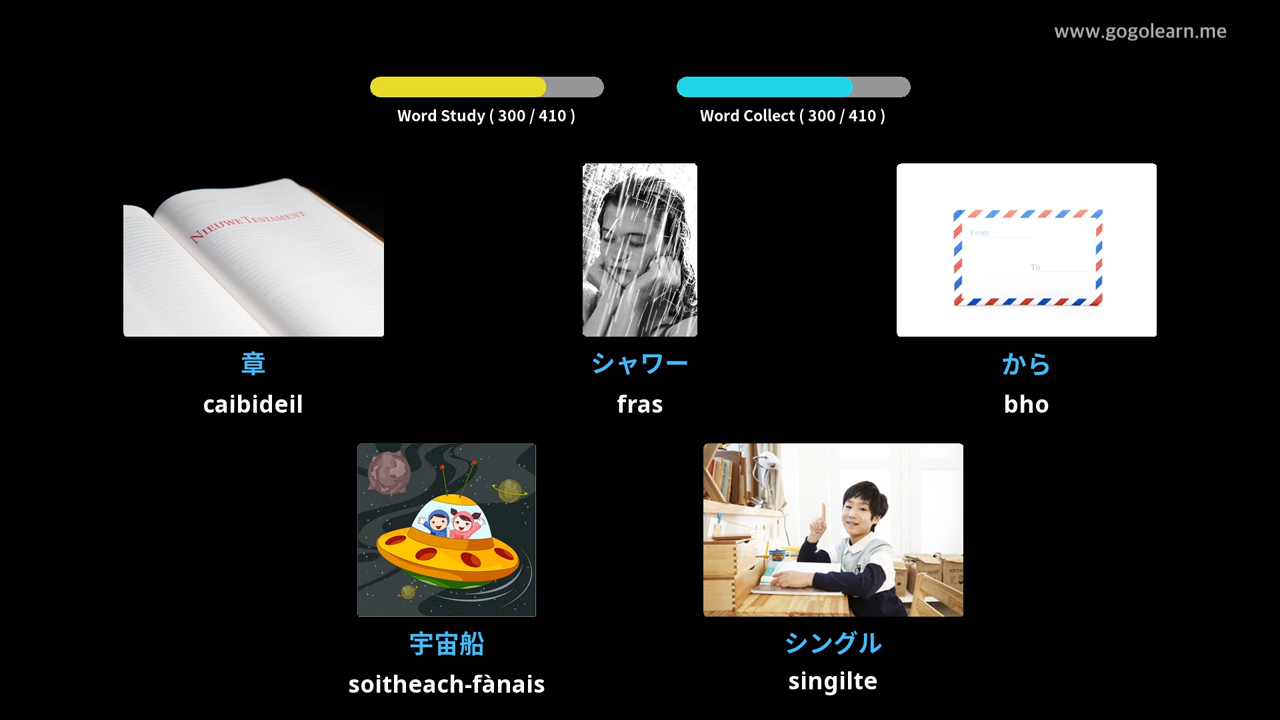 www.gogolearn.me
Word Study ( 300 / 410 )
Word Collect ( 300 / 410 )
NIEUWE TESTAMENT
From
To
章
シャワー
から
caibideil
fras
bho
宇宙船
シングル
soitheach-fànais
singilte